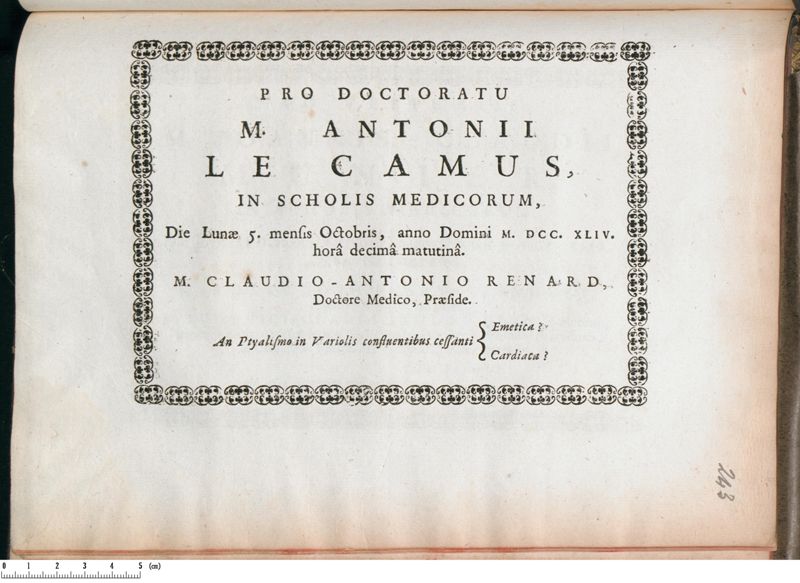 PRO DOCTORATU
M. ANTONII
LE CAMUS,
IN SCHOLIS MEDICORUM,
Die Lunæ 5. mensis Octobris, anno Domini M. DCC. XLIV.
horâ decimâ matutinâ.
M. CLAUDIO-ANTONIO RENARD,
Doctore Medico, Præside.
An Ptyalismo in Variolis confluentibus cessanti { Emetica ?
Cardiaca ?
243
0 1 2 3 4 5 (cm)